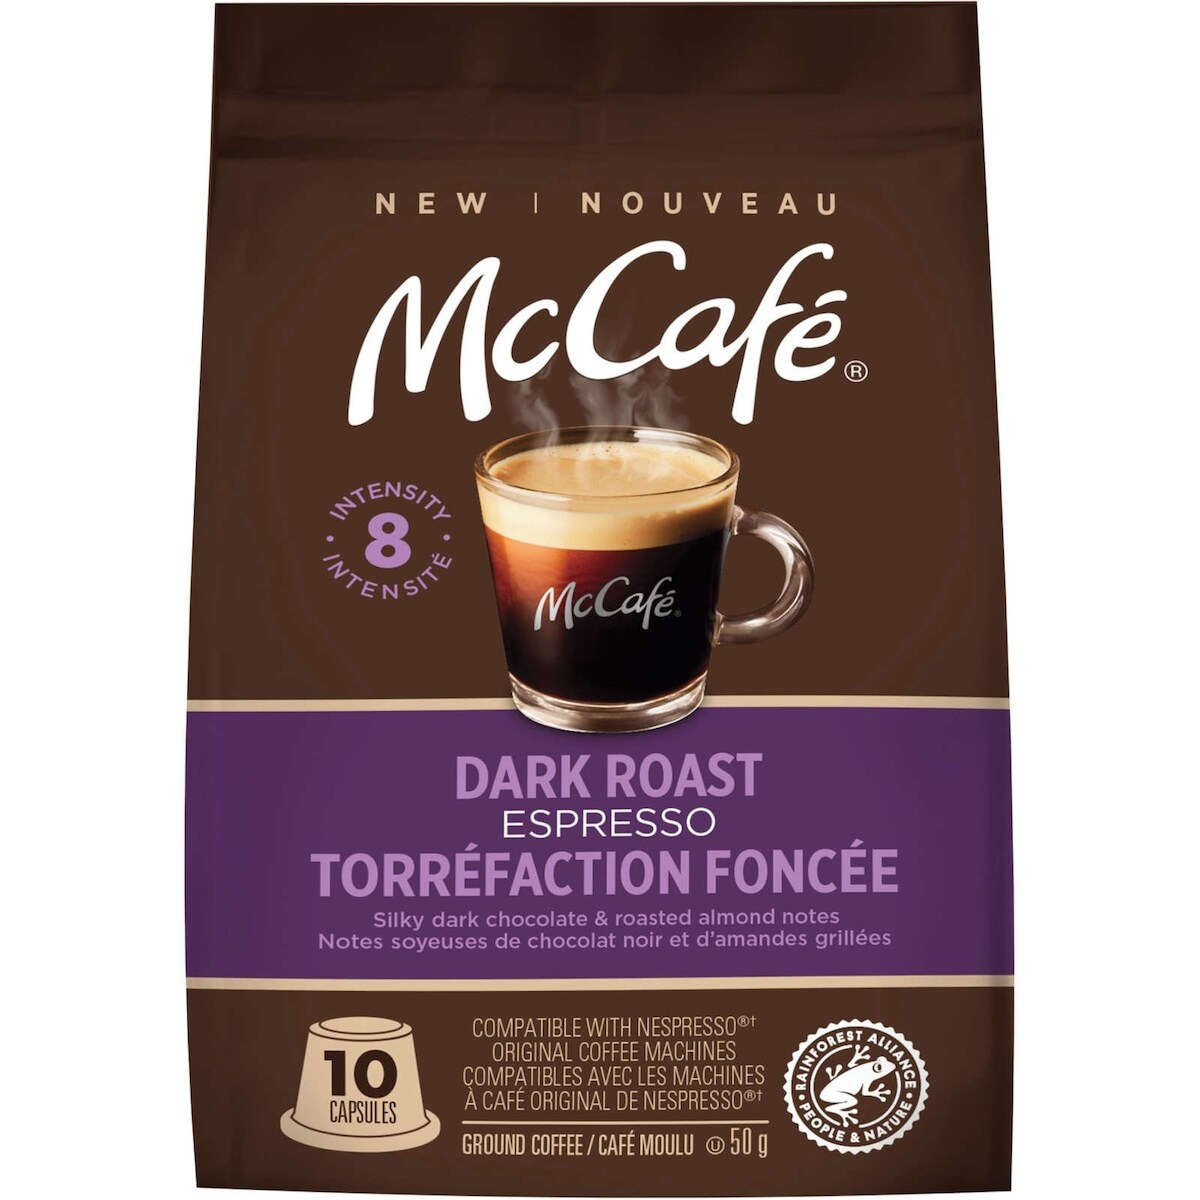 NEW | NOUVEAU
McCafé®
INTENSITY
8
INTENSITÉ
McCafé®
DARK ROAST
ESPRESSO
TORRÉFACTION FONCÉE
Silky dark chocolate & roasted almond notes
Notes soyeuses de chocolat noir et d'amandes grillées
10
CAPSULES
COMPATIBLE WITH NESPRESSO®†
ORIGINAL COFFEE MACHINES
COMPATIBLES AVEC LES MACHINES
À CAFÉ ORIGINAL DE NESPRESSO®†
GROUND COFFEE / CAFÉ MOULU Ⓤ 50 g
RAINFOREST ALLIANCE
PEOPLE & NATURE